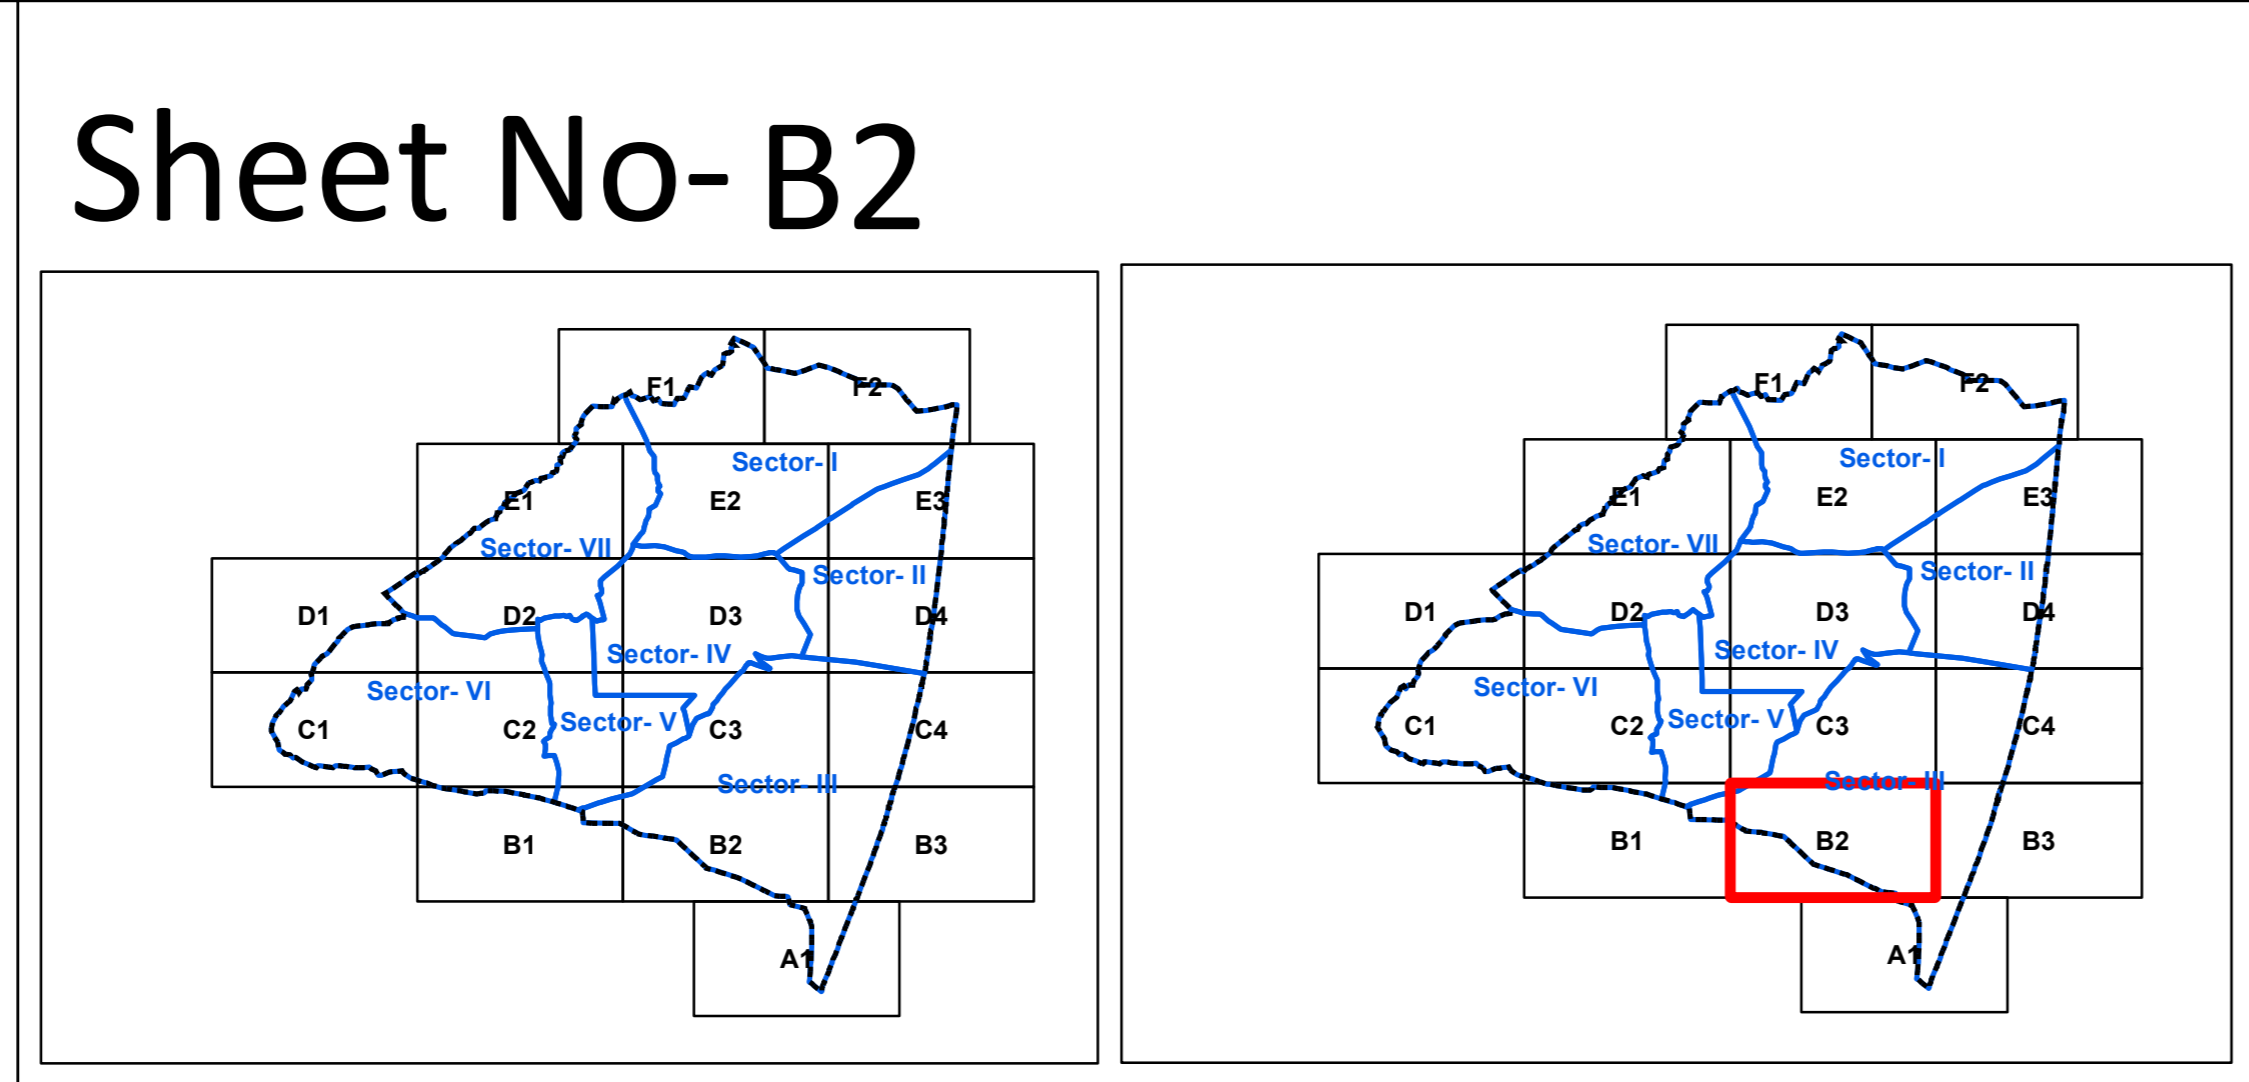 Sheet No- B2
F1 F2
Sector- I
E1 E2 E3
Sector- VII
Sector- II
D1 D2 D3 D4
Sector- IV
Sector- VI
Sector- V
C1 C2 C3 C4
Sector- III
B1 B2 B3
A1
F1 F2
Sector- I
E1 E2 E3
Sector- VII
Sector- II
D1 D2 D3 D4
Sector- IV
Sector- VI
Sector- V
C1 C2 C3 C4
Sector- III
B1 B2 B3
A1